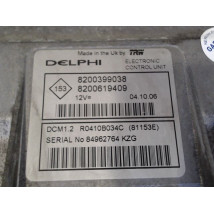 Made in the Uk by TRW
DELPHI
ELECTRONIC
CONTROL UNIT
153
8200399038
8200619409
12V=
04.10.06
DCM1.2 R0410B034C (81153E)
SERIAL No 84962764 KZG